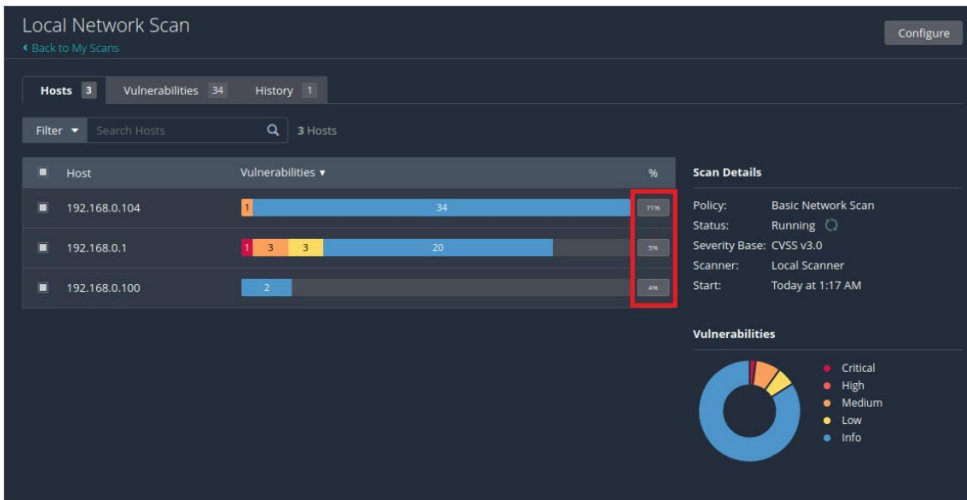 Local Network Scan
Back to My Scans
Configure
Hosts 3 Vulnerabilities 34 History 1
Filter Search Hosts 3 Hosts
Host Vulnerabilities %
192.168.0.104 1 34 71%
192.168.0.1 1 3 3 20 5%
192.168.0.100 2 4%
Scan Details
Policy: Basic Network Scan
Status: Running
Severity Base: CVSS v3.0
Scanner: Local Scanner
Start: Today at 1:17 AM
Vulnerabilities
Critical
High
Medium
Low
Info